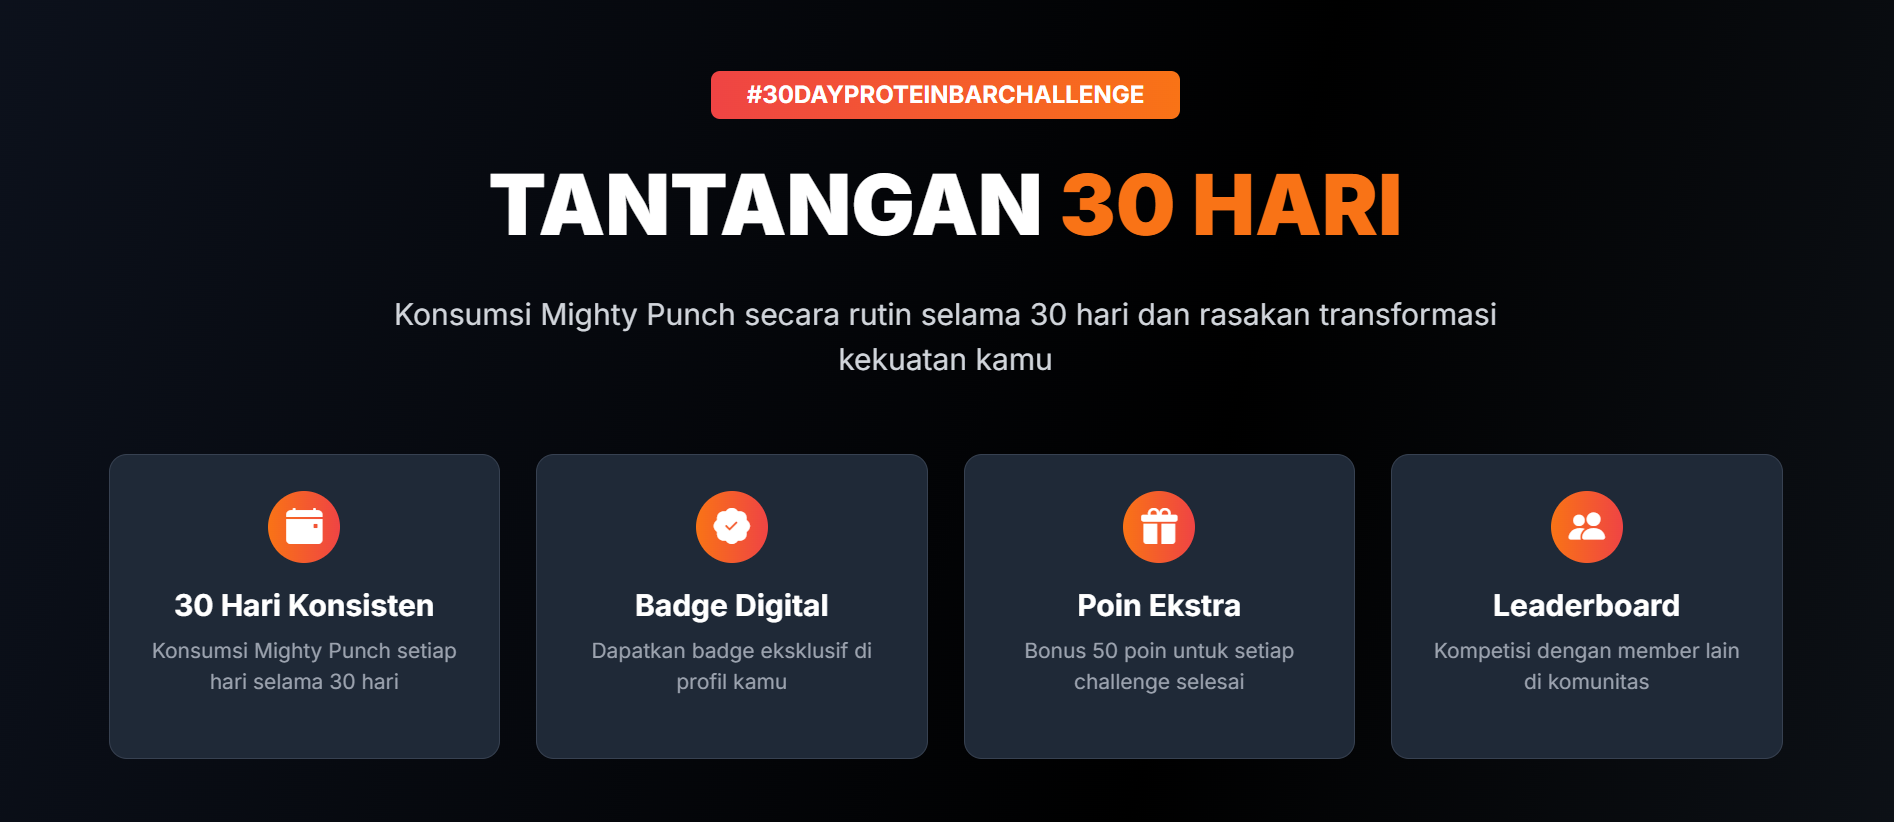 #30DAYPROTEINBARCHALLENGE
TANTANGAN 30 HARI
Konsumsi Mighty Punch secara rutin selama 30 hari dan rasakan transformasi
kekuatan kamu
30 Hari Konsisten
Konsumsi Mighty Punch setiap
hari selama 30 hari
Badge Digital
Dapatkan badge eksklusif di
profil kamu
Poin Ekstra
Bonus 50 poin untuk setiap
challenge selesai
Leaderboard
Kompetisi dengan member lain
di komunitas